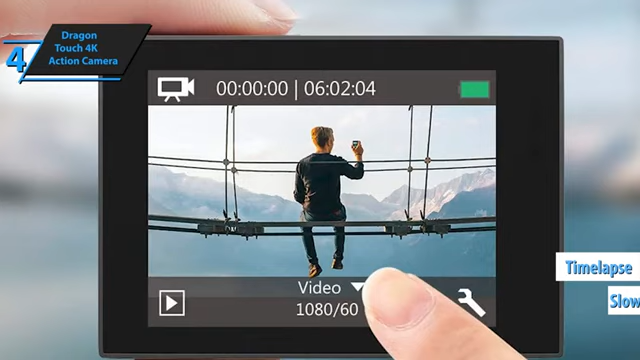 4
Dragon
Touch 4K
Action Camera
00:00:00 | 06:02:04
Video
1080/60
Timelapse
Slow